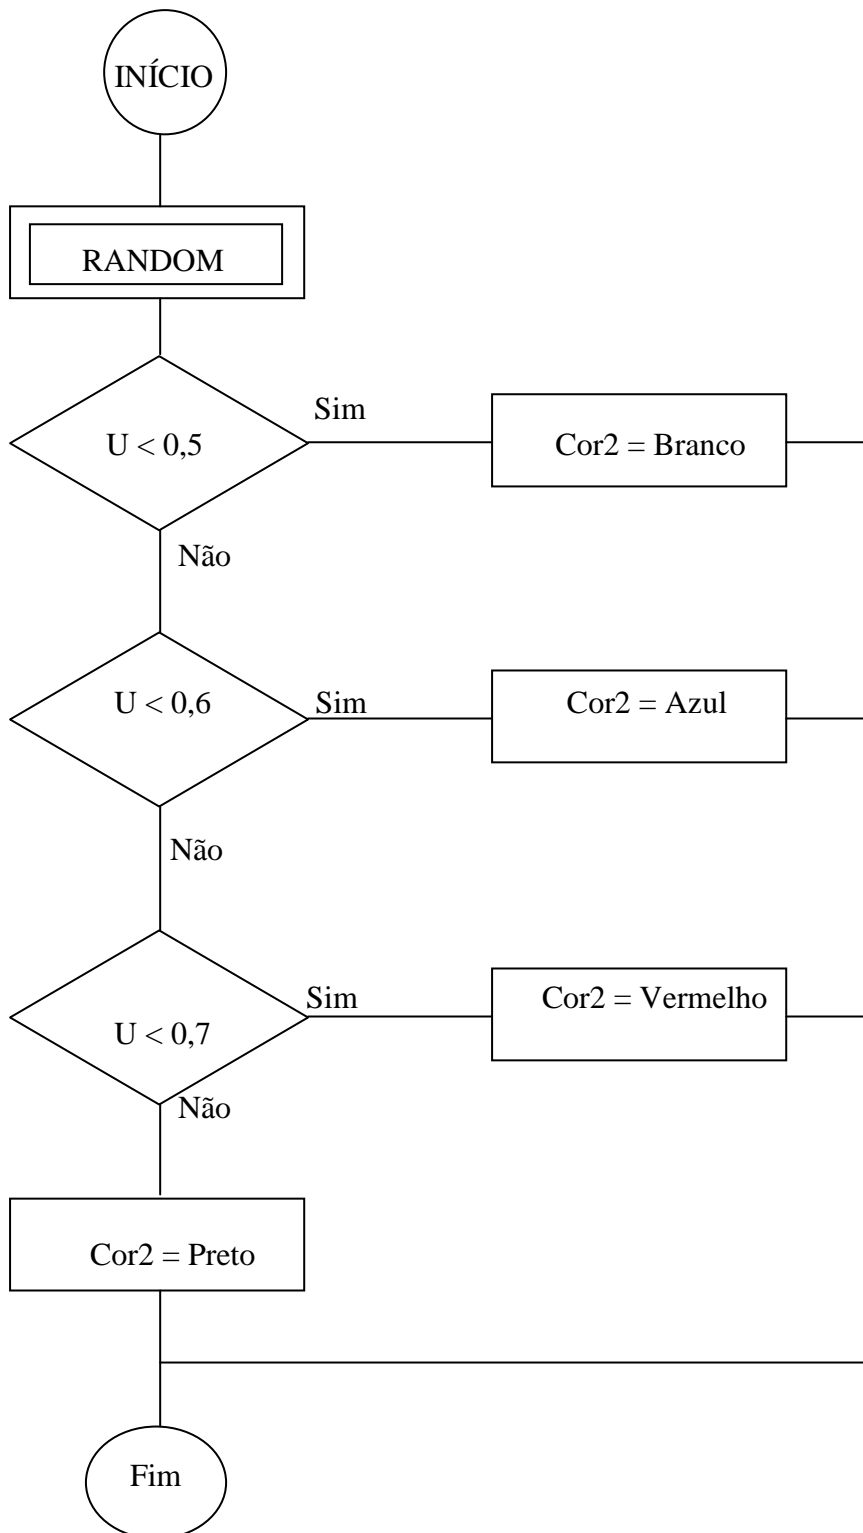 INÍCIO
RANDOM
U < 0,5
Sim
Cor2 = Branco
Não
U < 0,6
Sim
Cor2 = Azul
Não
U < 0,7
Sim
Cor2 = Vermelho
Não
Cor2 = Preto
Fim